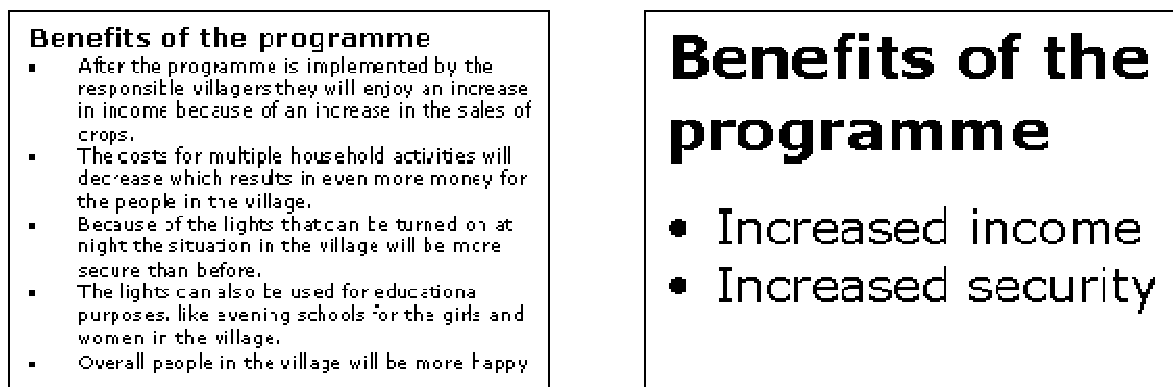 Benefits of the programme
▪ After the programme is implemented by the
responsible villagers they will enjoy an increase
in income because of an increase in the sales of
crops.
▪ The costs for multiple household activities will
decrease which results in even more money for
the people in the village.
▪ Because of the lights that can be turned on at
night the situation in the village will be more
secure than before.
▪ The lights can also be used for educational
purposes, like evening schools for the girls and
women in the village.
▪ Overall people in the village will be more happy
Benefits of the
programme
• Increased income
• Increased security